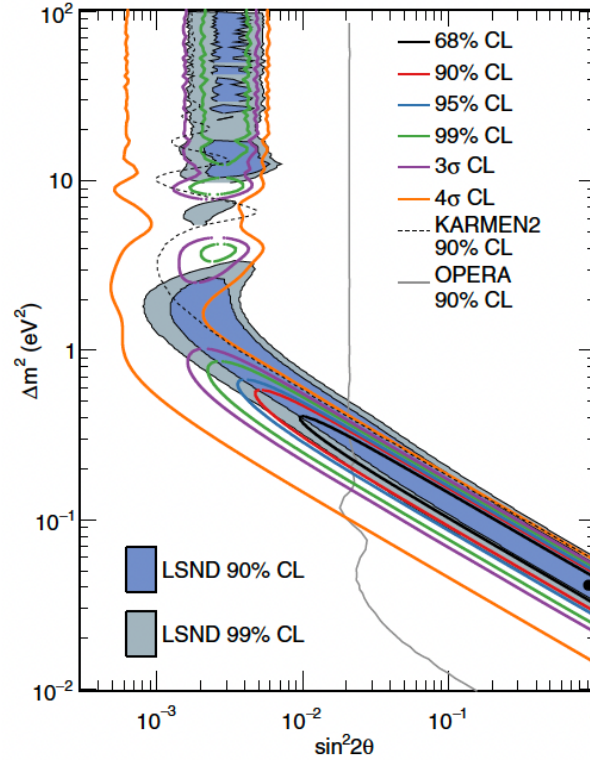 10²
10
1
10⁻¹
10⁻²
Δm² (eV²)
68% CL
90% CL
95% CL
99% CL
3σ CL
4σ CL
KARMEN2
90% CL
OPERA
90% CL
LSND 90% CL
LSND 99% CL
10⁻³
10⁻²
10⁻¹
sin²2θ